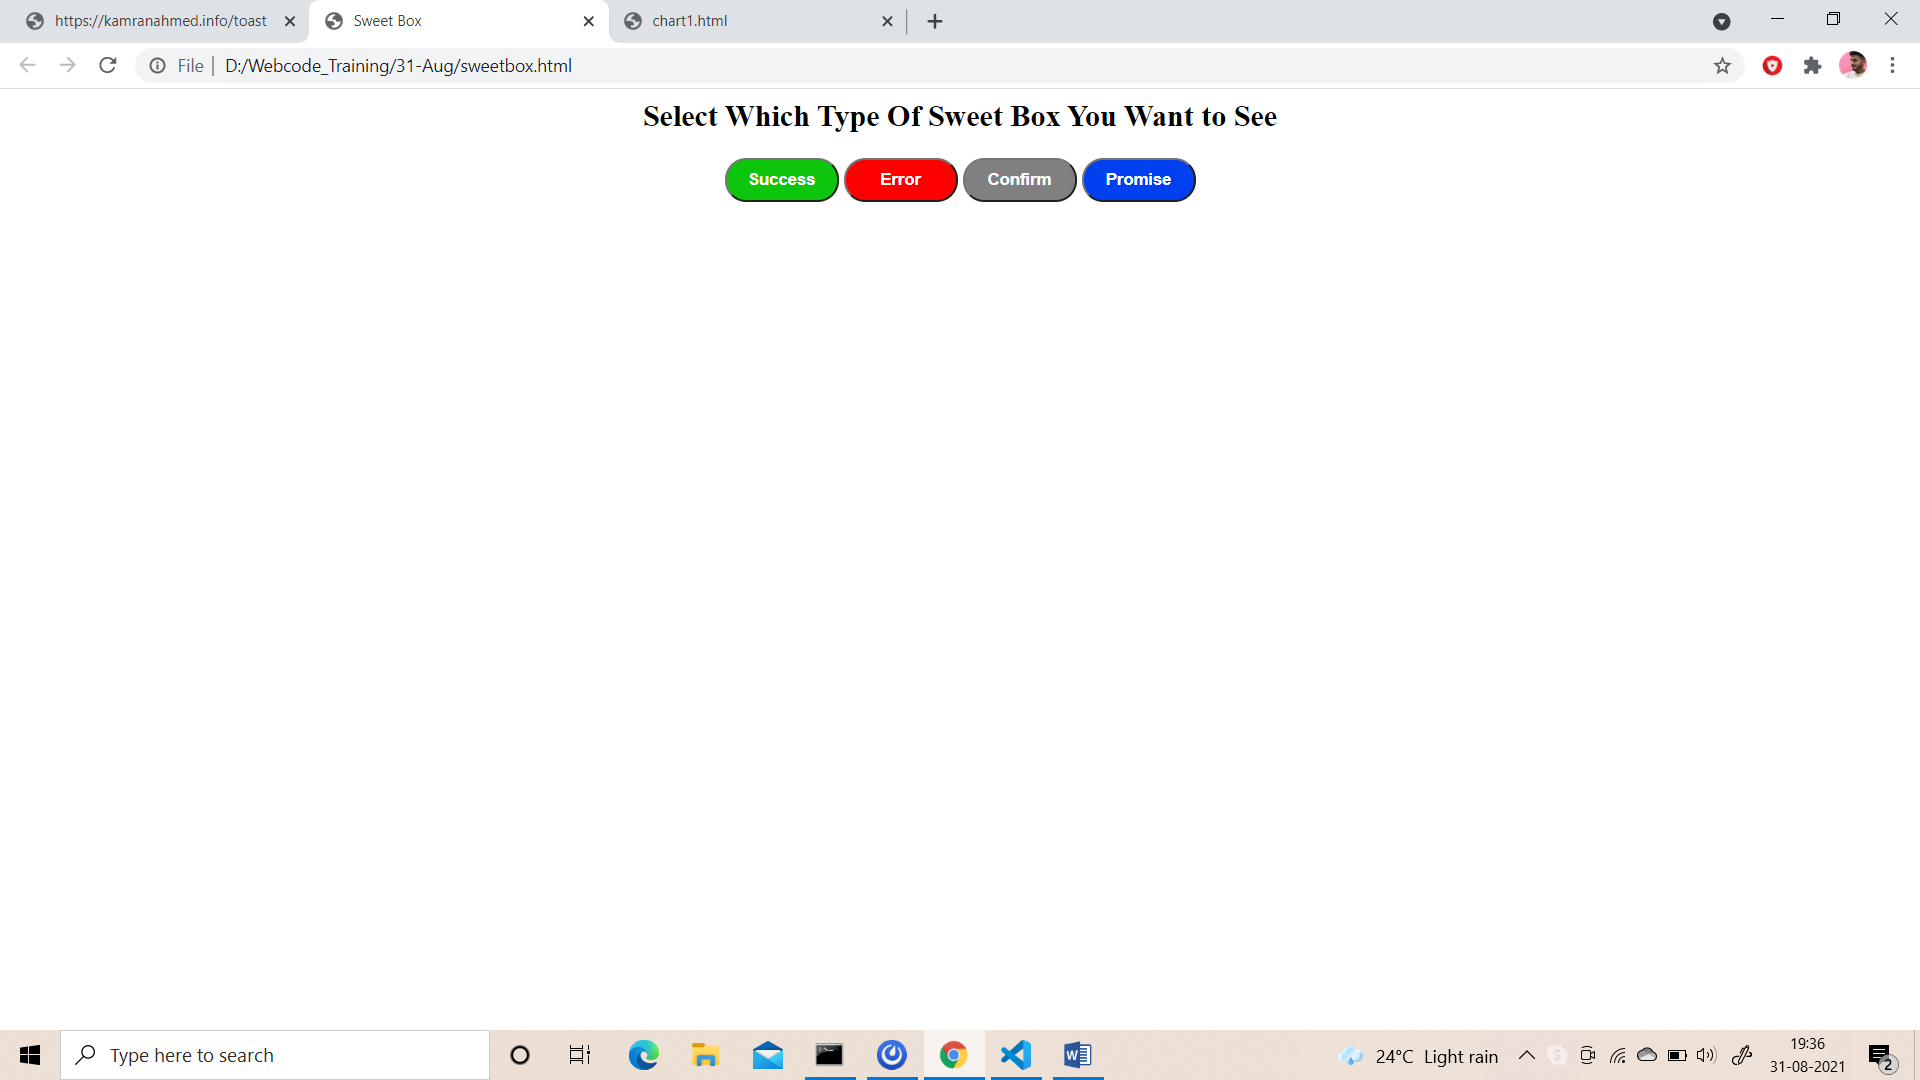 https://kamranahmed.info/toast
Sweet Box
chart1.html
File
D:/Webcode_Training/31-Aug/sweetbox.html
Select Which Type Of Sweet Box You Want to See
Success
Error
Confirm
Promise
Type here to search
24°C Light rain
19:36
31-08-2021
2